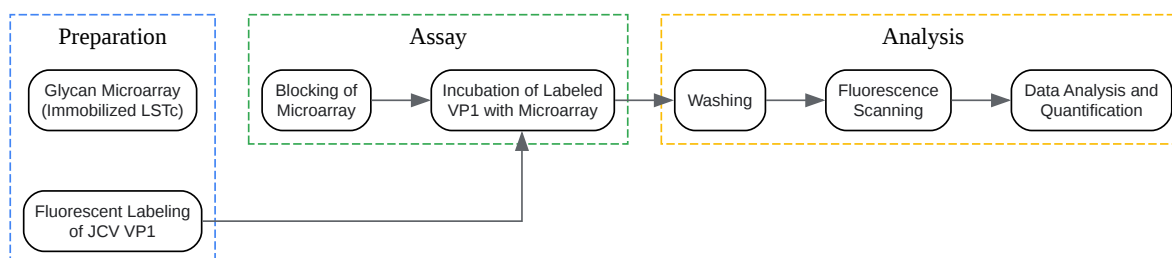 Preparation
Glycan Microarray
(Immobilized LSTc)
Fluorescent Labeling
of JCV VP1
Assay
Blocking of
Microarray
Incubation of Labeled
VP1 with Microarray
Analysis
Washing
Fluorescence
Scanning
Data Analysis and
Quantification